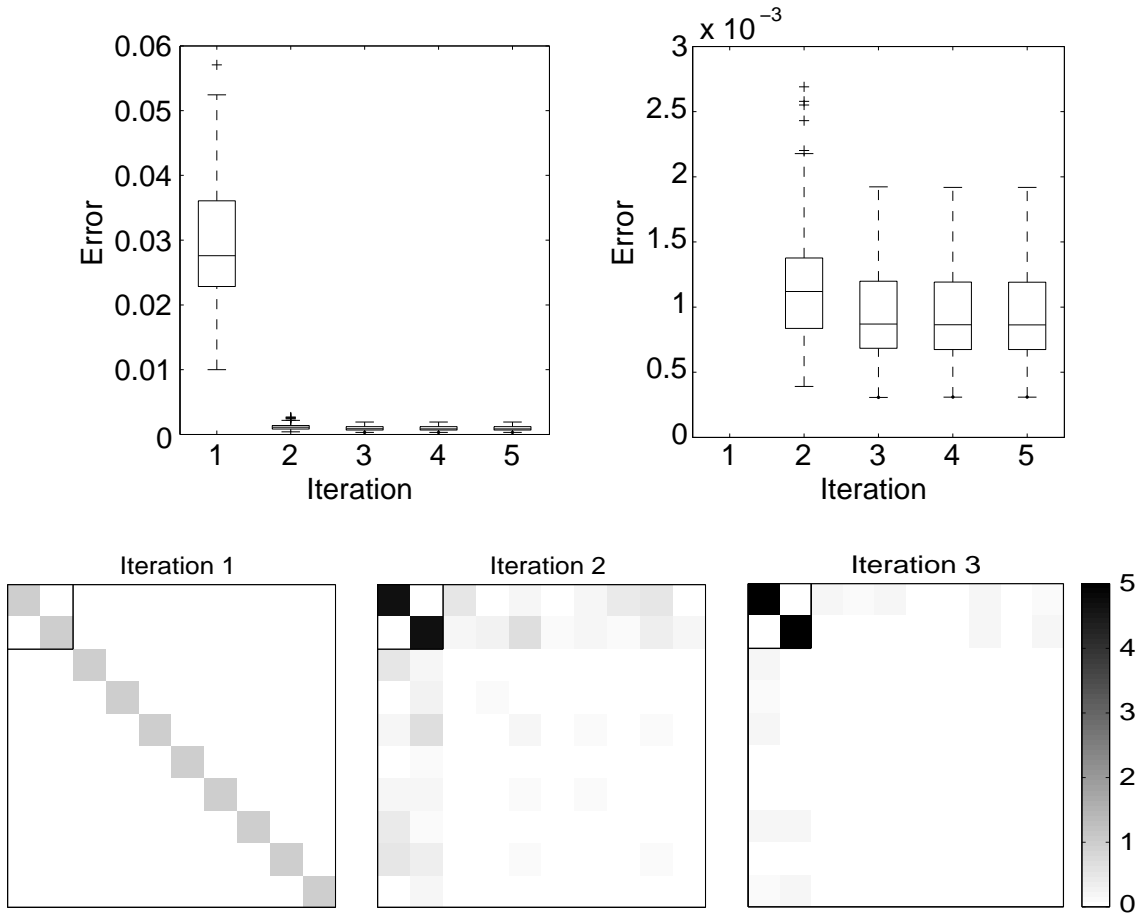 0.06
0.05
0.04
0.03
0.02
0.01
0
Error
1 2 3 4 5
Iteration
x 10⁻³
3
2.5
2
1.5
1
0.5
0
Error
1 2 3 4 5
Iteration
Iteration 1
Iteration 2
Iteration 3
5
4
3
2
1
0